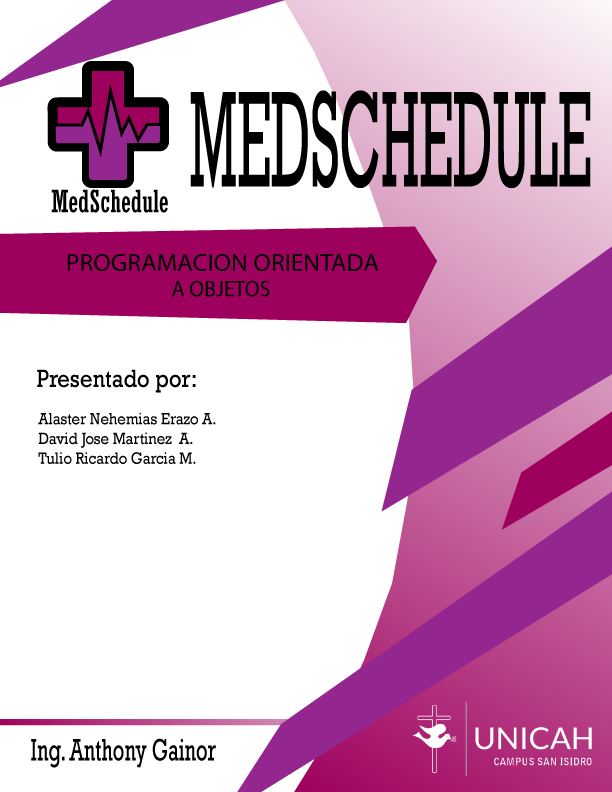 MEDSCHEDULE
MedSchedule
PROGRAMACION ORIENTADA
A OBJETOS
Presentado por:
Alaster Nehemias Erazo A.
David Jose Martinez A.
Tulio Ricardo Garcia M.
Ing. Anthony Gainor
UNICAH
CAMPUS SAN ISIDRO